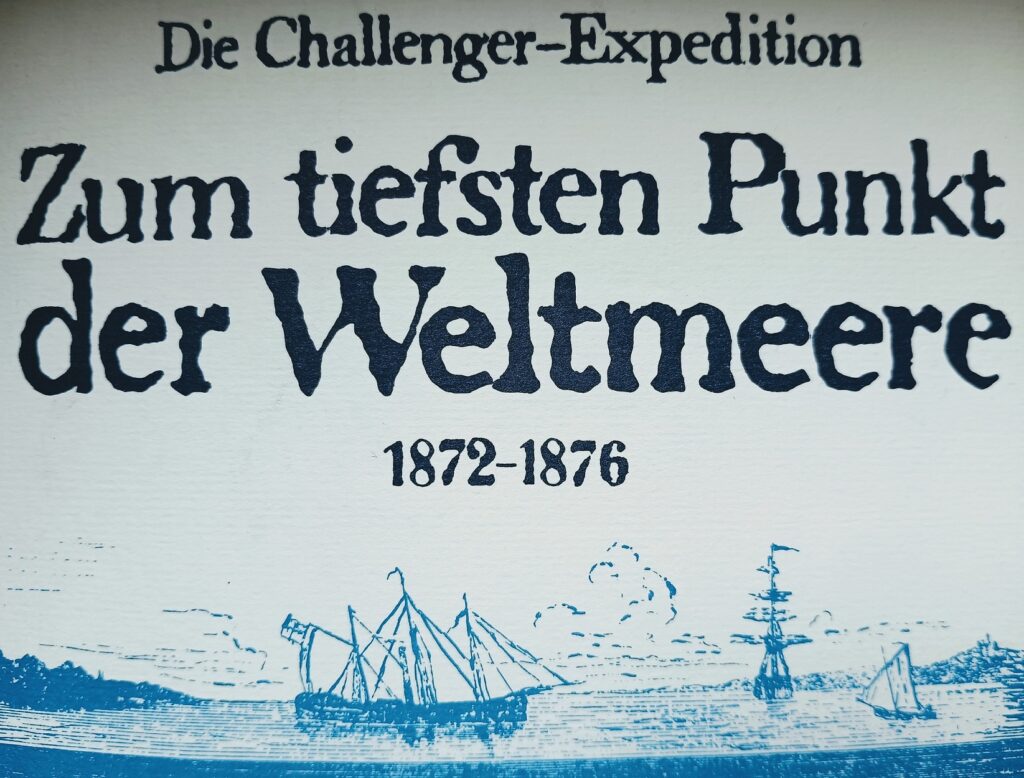 Die Challenger-Expedition
Zum tiefsten Punkt
der Weltmeere
1872-1876